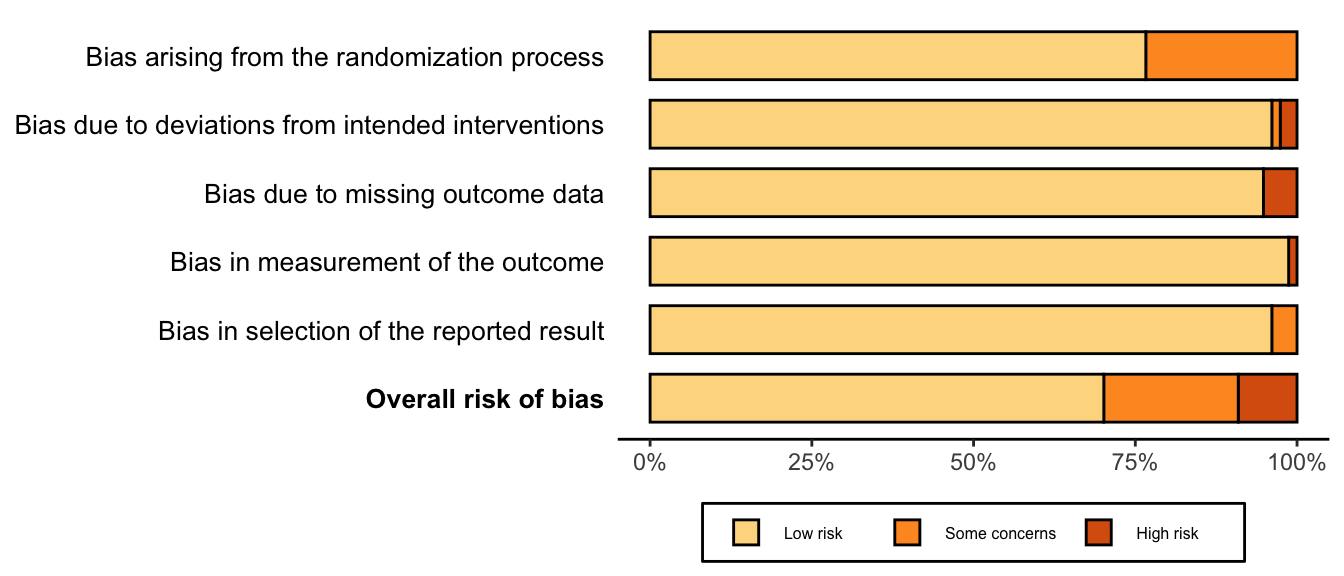 Bias arising from the randomization process
Bias due to deviations from intended interventions
Bias due to missing outcome data
Bias in measurement of the outcome
Bias in selection of the reported result
Overall risk of bias
0% 25% 50% 75% 100%
Low risk Some concerns High risk